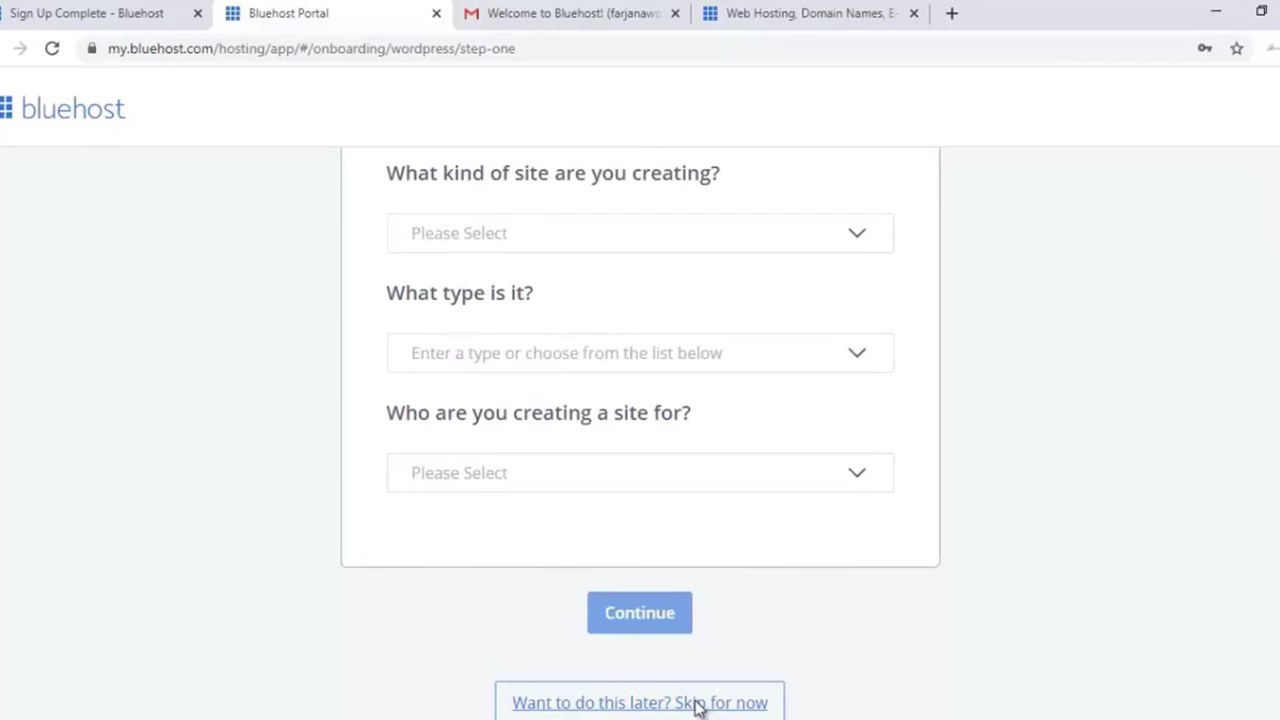 Sign Up Complete - Bluehost
Bluehost Portal
Welcome to Bluehost! (farjanawo
Web Hosting, Domain Names, E-
my.bluehost.com/hosting/app/#/onboarding/wordpress/step-one
bluehost
What kind of site are you creating?
Please Select
What type is it?
Enter a type or choose from the list below
Who are you creating a site for?
Please Select
Continue
Want to do this later? Skip for now